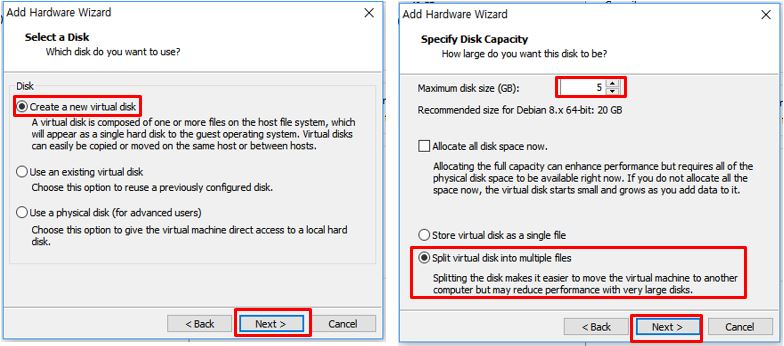 Add Hardware Wizard
Select a Disk
Which disk do you want to use?
Disk
Create a new virtual disk
A virtual disk is composed of one or more files on the host file system, which
will appear as a single hard disk to the guest operating system. Virtual disks
can easily be copied or moved on the same host or between hosts.
Use an existing virtual disk
Choose this option to reuse a previously configured disk.
Use a physical disk (for advanced users)
Choose this option to give the virtual machine direct access to a local hard
disk.
< Back
Next >
Cancel
Add Hardware Wizard
Specify Disk Capacity
How large do you want this disk to be?
Maximum disk size (GB):
5
Recommended size for Debian 8.x 64-bit: 20 GB
Allocate all disk space now.
Allocating the full capacity can enhance performance but requires all of the
physical disk space to be available right now. If you do not allocate all the
space now, the virtual disk starts small and grows as you add data to it.
Store virtual disk as a single file
Split virtual disk into multiple files
Splitting the disk makes it easier to move the virtual machine to another
computer but may reduce performance with very large disks.
< Back
Next >
Cancel